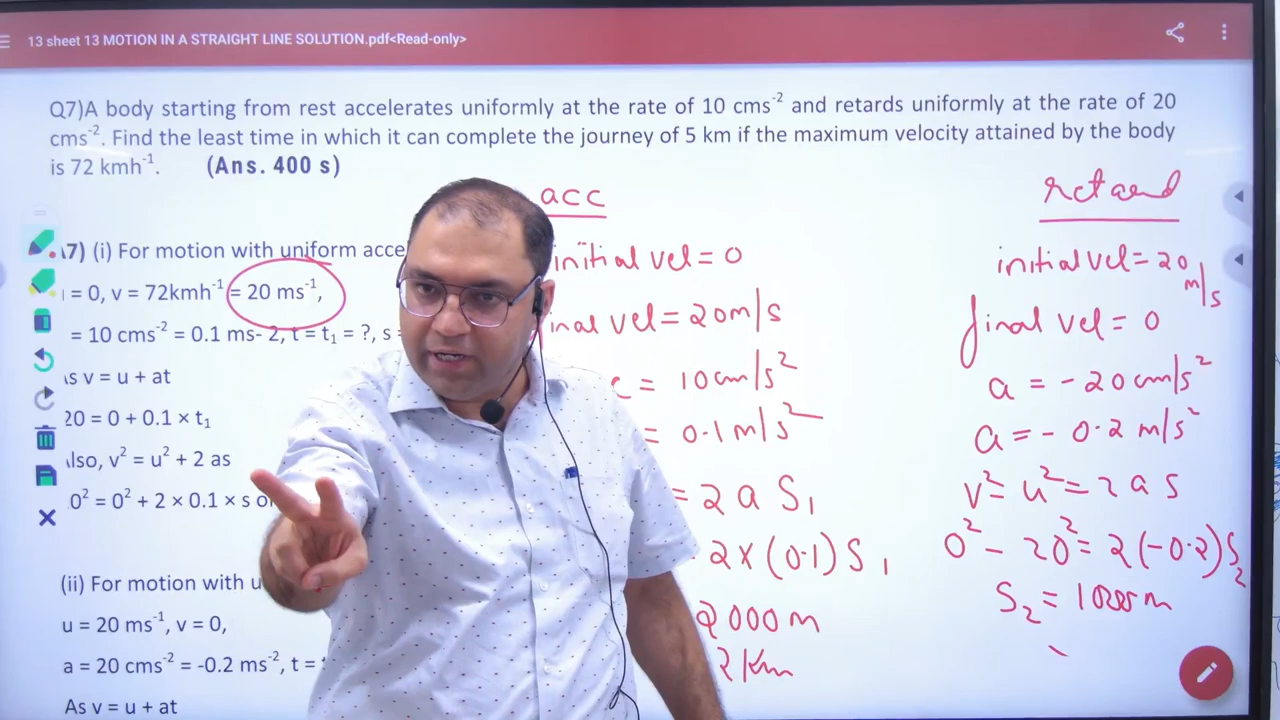 13 sheet 13 MOTION IN A STRAIGHT LINE SOLUTION.pdf<Read-only>
Q7)A body starting from rest accelerates uniformly at the rate of 10 cms⁻² and retards uniformly at the rate of 20
cms⁻². Find the least time in which it can complete the journey of 5 km if the maximum velocity attained by the body
is 72 kmh⁻¹. (Ans. 400 s)
A7) (i) For motion with uniform acce
= 0, v = 72kmh⁻¹ = 20 ms⁻¹,
= 10 cms⁻² = 0.1 ms- 2, t = t₁ = ?, s
As v = u + at
20 = 0 + 0.1 × t₁
Also, v² = u² + 2 as
0² = 0² + 2 × 0.1 × s o
(ii) For motion with u
u = 20 ms⁻¹, v = 0,
a = 20 cms⁻² = -0.2 ms⁻², t =
As v = u + at
acc
initial vel = 0
inal vel = 20 m/s
c = 10 cm/s²
= 0.1 m/s²
= 2 a S₁
2 × (0.1) S₁
2000 m
2 Km
initial vel = 20 m/s
final vel = 0
a = - 20 cm/s²
a = - 0.2 m/s²
v² - u² = 2 a s
0² - 20² = 2(-0.2) S₂